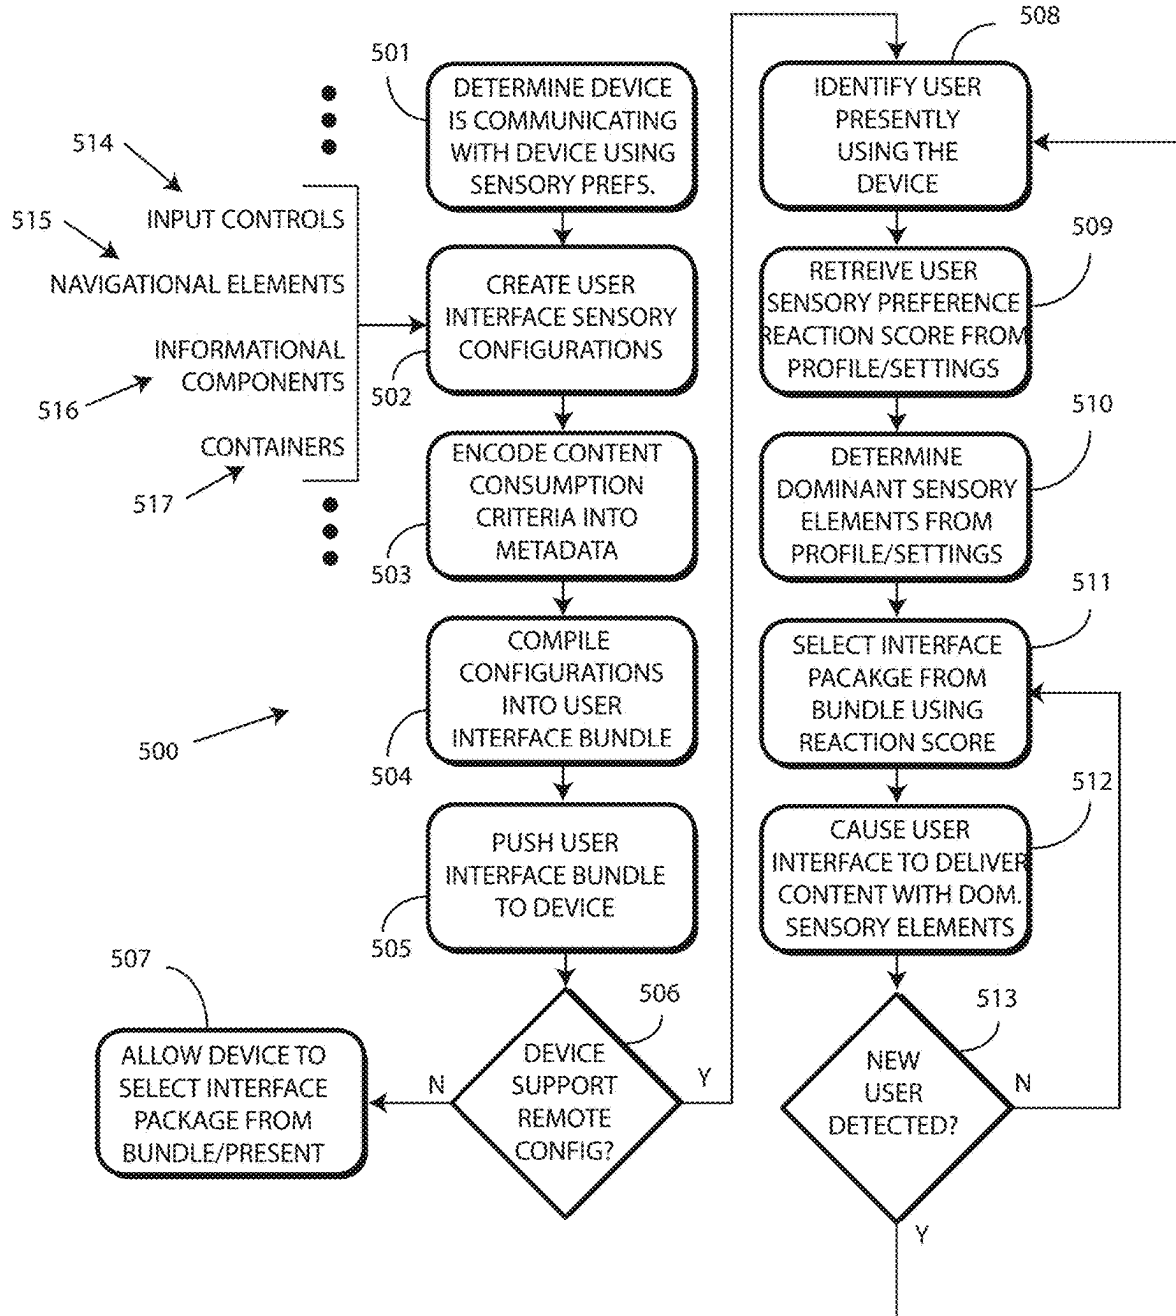 501
DETERMINE DEVICE
IS COMMUNICATING
WITH DEVICE USING
SENSORY PREFS.
514
INPUT CONTROLS
515
NAVIGATIONAL ELEMENTS
INFORMATIONAL
COMPONENTS
516
CONTAINERS
517
CREATE USER
INTERFACE SENSORY
CONFIGURATIONS
502
ENCODE CONTENT
CONSUMPTION
CRITERIA INTO
METADATA
503
COMPILE
CONFIGURATIONS
INTO USER
INTERFACE BUNDLE
504
500
PUSH USER
INTERFACE BUNDLE
TO DEVICE
505
506
DEVICE
SUPPORT
REMOTE
CONFIG?
N
Y
507
ALLOW DEVICE TO
SELECT INTERFACE
PACKAGE FROM
BUNDLE/PRESENT
508
IDENTIFY USER
PRESENTLY
USING THE
DEVICE
509
RETREIVE USER
SENSORY PREFERENCE
REACTION SCORE FROM
PROFILE/SETTINGS
510
DETERMINE
DOMINANT SENSORY
ELEMENTS FROM
PROFILE/SETTINGS
511
SELECT INTERFACE
PACAKGE FROM
BUNDLE USING
REACTION SCORE
512
CAUSE USER
INTERFACE TO DELIVER
CONTENT WITH DOM.
SENSORY ELEMENTS
513
NEW
USER
DETECTED?
N
Y